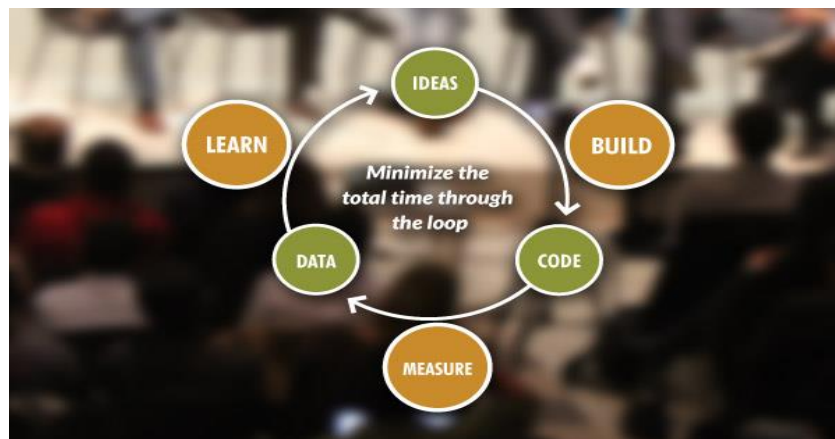 IDEAS
LEARN
BUILD
Minimize the
total time through
the loop
DATA
CODE
MEASURE